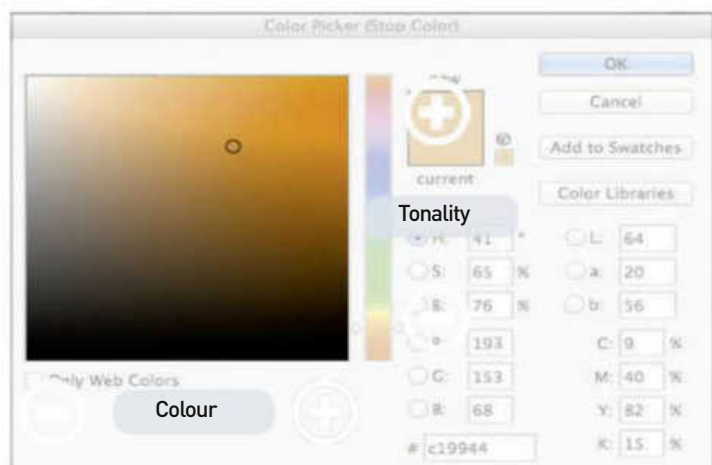 Color Picker (Stop Color)
OK
Cancel
Add to Swatches
current
Color Libraries
Tonality
H: 41 °
L: 64
S: 65 %
a: 20
B: 76 %
b: 56
193
C: 9 %
Only Web Colors
G: 153
M: 40 %
Colour
B: 68
Y: 82 %
# c19944
K: 15 %